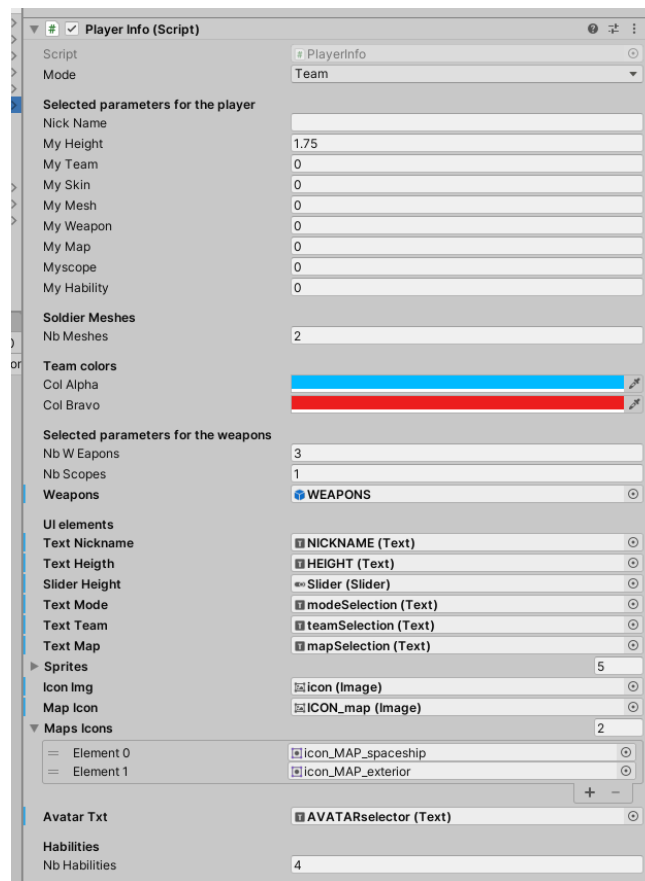 # Player Info (Script)
Script # PlayerInfo
Mode Team
Selected parameters for the player
Nick Name
My Height 1.75
My Team 0
My Skin 0
My Mesh 0
My Weapon 0
My Map 0
Myscope 0
My Hability 0
Soldier Meshes
Nb Meshes 2
Team colors
Col Alpha
Col Bravo
Selected parameters for the weapons
Nb W Eapons 3
Nb Scopes 1
Weapons WEAPONS
UI elements
Text Nickname NICKNAME (Text)
Text Heigth HEIGHT (Text)
Slider Height Slider (Slider)
Text Mode modeSelection (Text)
Text Team teamSelection (Text)
Text Map mapSelection (Text)
Sprites 5
Icon Img icon (Image)
Map Icon ICON_map (Image)
Maps Icons 2
Element 0 icon_MAP_spaceship
Element 1 icon_MAP_exterior
+ −
Avatar Txt AVATARselector (Text)
Habilities
Nb Habilities 4